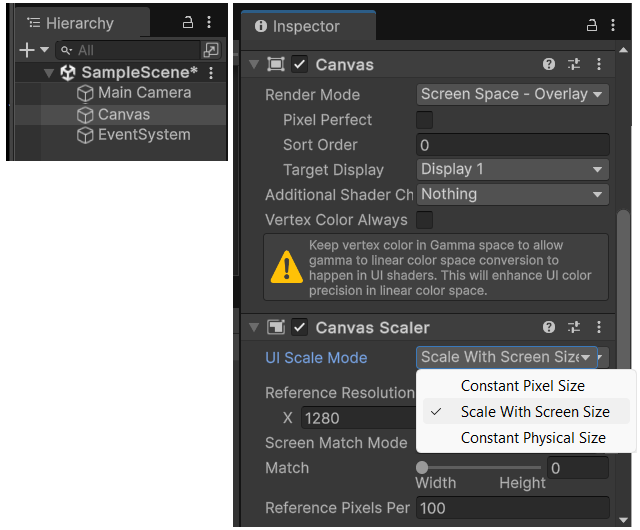 Hierarchy
All
SampleScene*
Main Camera
Canvas
EventSystem
Inspector
Canvas
Render Mode
Screen Space - Overlay
Pixel Perfect
Sort Order
0
Target Display
Display 1
Additional Shader Ch
Nothing
Vertex Color Always
Keep vertex color in Gamma space to allow
gamma to linear color space conversion to
happen in UI shaders. This will enhance UI color
precision in linear color space.
Canvas Scaler
UI Scale Mode
Scale With Screen Size
Constant Pixel Size
Scale With Screen Size
Constant Physical Size
Reference Resolution
X 1280
Screen Match Mode
Match
0
Width Height
Reference Pixels Per
100